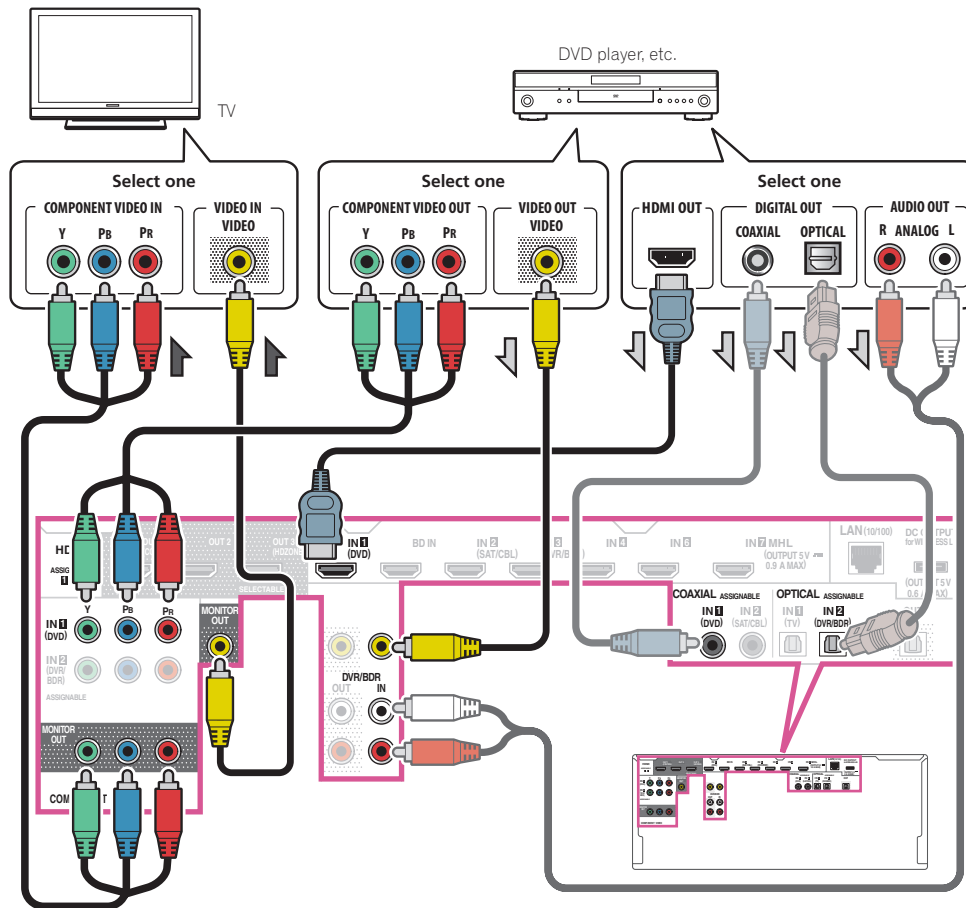 DVD player, etc.
TV
Select one
Select one
Select one
COMPONENT VIDEO IN
VIDEO IN
VIDEO
Y PB PR
COMPONENT VIDEO OUT
VIDEO OUT
VIDEO
Y PB PR
HDMI OUT
DIGITAL OUT
COAXIAL OPTICAL
AUDIO OUT
R ANALOG L
OUT 2
OUT 3
(HDZONE)
SELECTABLE
IN 1
(DVD)
BD IN
IN 2
(SAT/CBL)
IN 4
IN 6
IN 7 MHL
(OUTPUT 5 V
0.9 A MAX)
LAN (10/100)
1
Y PB PR
IN 1
(DVD)
IN 2
(DVR/
BDR)
ASSIGNABLE
MONITOR
OUT
DVR/BDR
OUT IN
COAXIAL ASSIGNABLE
IN 1
(DVD)
IN 2
(SAT/CBL)
OPTICAL ASSIGNABLE
IN 1
(TV)
IN 2
(DVR/BDR)
MONITOR
OUT